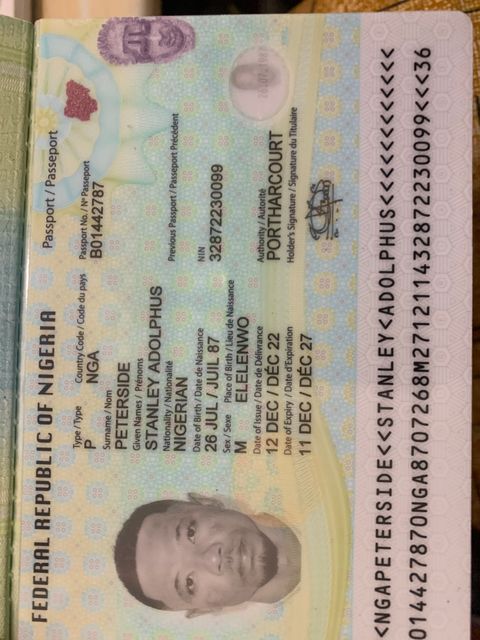 FEDERAL REPUBLIC OF NIGERIA
Passport / Passeport
Type / Type
Country Code / Code du pays
Passport No. / Nº Passeport
P
NGA
B01442787
Surname / Nom
PETERSIDE
Given Names / Prénoms
STANLEY ADOLPHUS
Nationality / Nationalité
Previous Passport / Passeport Précédent
NIGERIAN
Date of Birth / Date de Naissance
NIN
26 JUL / JUIL 87
32872230099
Sex / Sexe
Place of Birth / Lieu de Naissance
M
ELELENWO
Date of Issue / Date de Délivrance
Authority / Autorité
12 DEC / DÉC 22
PORTHARCOURT
Date of Expiry / Date d'Expiration
Holder's Signature / Signature du Titulaire
11 DEC / DÉC 27
<NGAPETERSIDE<<STANLEY<ADOLPHUS<<<<<<<<<<<<
014427870NGA8707268M271211432872230099<<<36